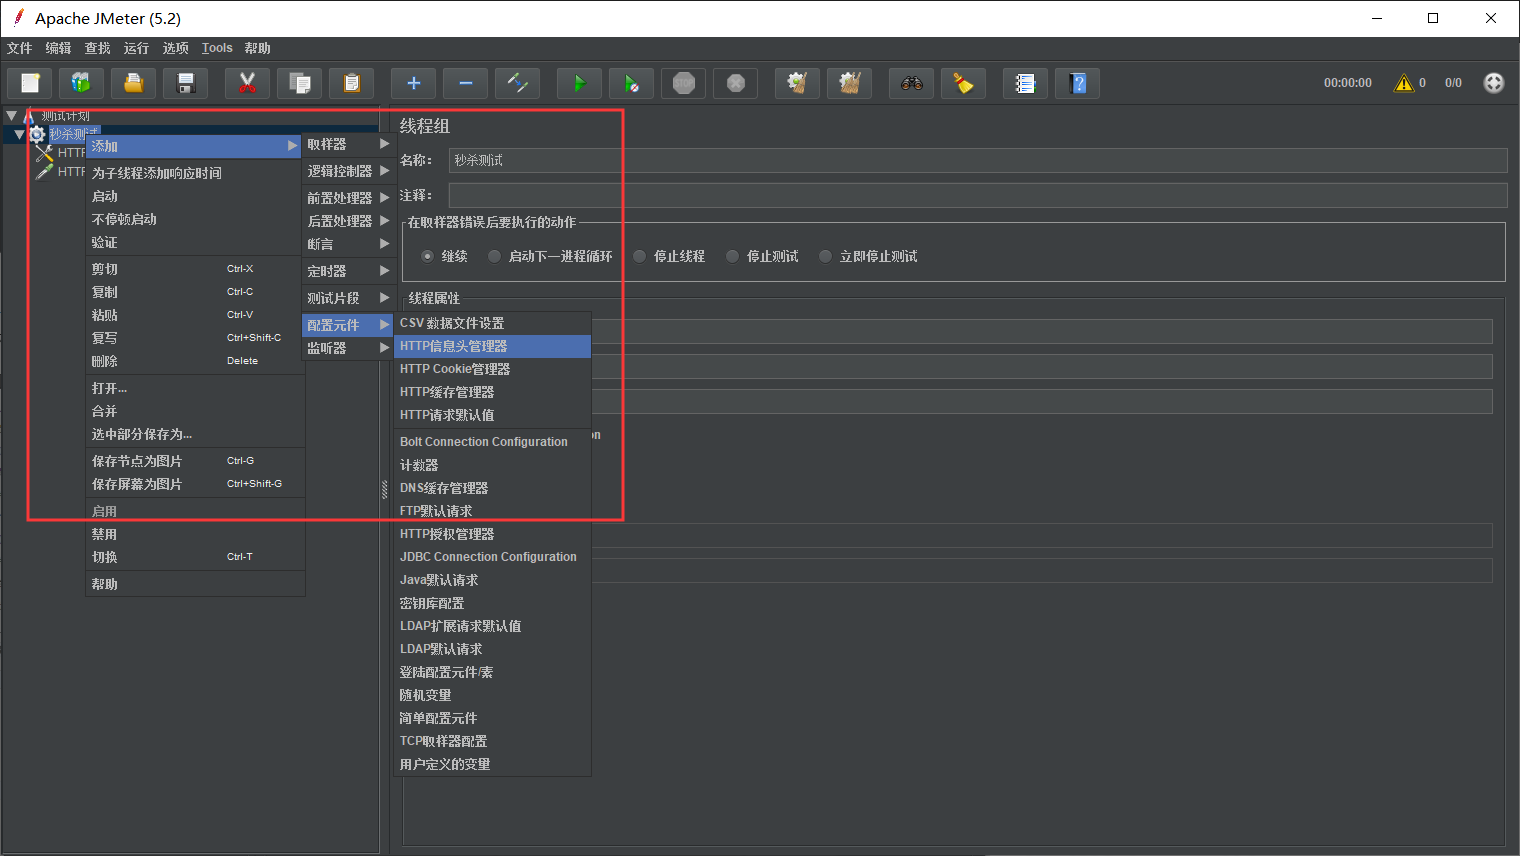 Apache JMeter (5.2)
文件 编辑 查找 运行 选项 Tools 帮助
00:00:00 0 0/0
测试计划
秒杀测试
HTTP
HTTP
添加
为子线程添加响应时间
启动
不停顿启动
验证
剪切 Ctrl-X
复制 Ctrl-C
粘贴 Ctrl-V
复写 Ctrl+Shift-C
删除 Delete
打开...
合并
选中部分保存为...
保存节点为图片 Ctrl-G
保存屏幕为图片 Ctrl+Shift-G
启用
禁用
切换 Ctrl-T
帮助
取样器
逻辑控制器
前置处理器
后置处理器
断言
定时器
测试片段
配置元件
监听器
CSV 数据文件设置
HTTP信息头管理器
HTTP Cookie管理器
HTTP缓存管理器
HTTP请求默认值
Bolt Connection Configuration
计数器
DNS缓存管理器
FTP默认请求
HTTP授权管理器
JDBC Connection Configuration
Java默认请求
密钥库配置
LDAP扩展请求默认值
LDAP默认请求
登陆配置元件/素
随机变量
简单配置元件
TCP取样器配置
用户定义的变量
线程组
名称： 秒杀测试
注释：
在取样器错误后要执行的动作
继续 启动下一进程循环 停止线程 停止测试 立即停止测试
线程属性
on